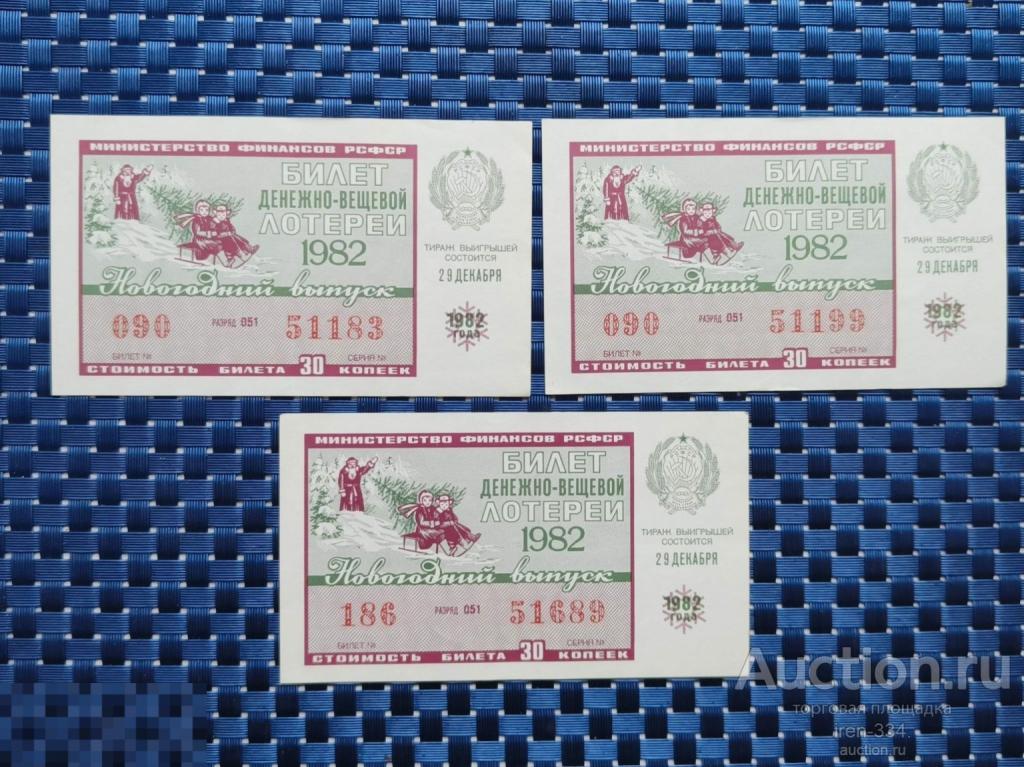 МИНИСТЕРСТВО ФИНАНСОВ РСФСР
БИЛЕТ
ДЕНЕЖНО-ВЕЩЕВОЙ
ЛОТЕРЕИ
1982
Новогодний выпуск
090 РАЗРЯД 051 51183
БИЛЕТ № СЕРИЯ №
СТОИМОСТЬ БИЛЕТА 30 КОПЕЕК
ТИРАЖ ВЫИГРЫШЕЙ
СОСТОИТСЯ
29 ДЕКАБРЯ
1982
ГОДА
МИНИСТЕРСТВО ФИНАНСОВ РСФСР
БИЛЕТ
ДЕНЕЖНО-ВЕЩЕВОЙ
ЛОТЕРЕИ
1982
Новогодний выпуск
090 РАЗРЯД 051 51199
БИЛЕТ № СЕРИЯ №
СТОИМОСТЬ БИЛЕТА 30 КОПЕЕК
ТИРАЖ ВЫИГРЫШЕЙ
СОСТОИТСЯ
29 ДЕКАБРЯ
1982
ГОДА
МИНИСТЕРСТВО ФИНАНСОВ РСФСР
БИЛЕТ
ДЕНЕЖНО-ВЕЩЕВОЙ
ЛОТЕРЕИ
1982
Новогодний выпуск
186 РАЗРЯД 051 51689
БИЛЕТ № СЕРИЯ №
СТОИМОСТЬ БИЛЕТА 30 КОПЕЕК
ТИРАЖ ВЫИГРЫШЕЙ
СОСТОИТСЯ
29 ДЕКАБРЯ
1982
ГОДА
Auction.ru
торговая площадка
iren-334
auction.ru